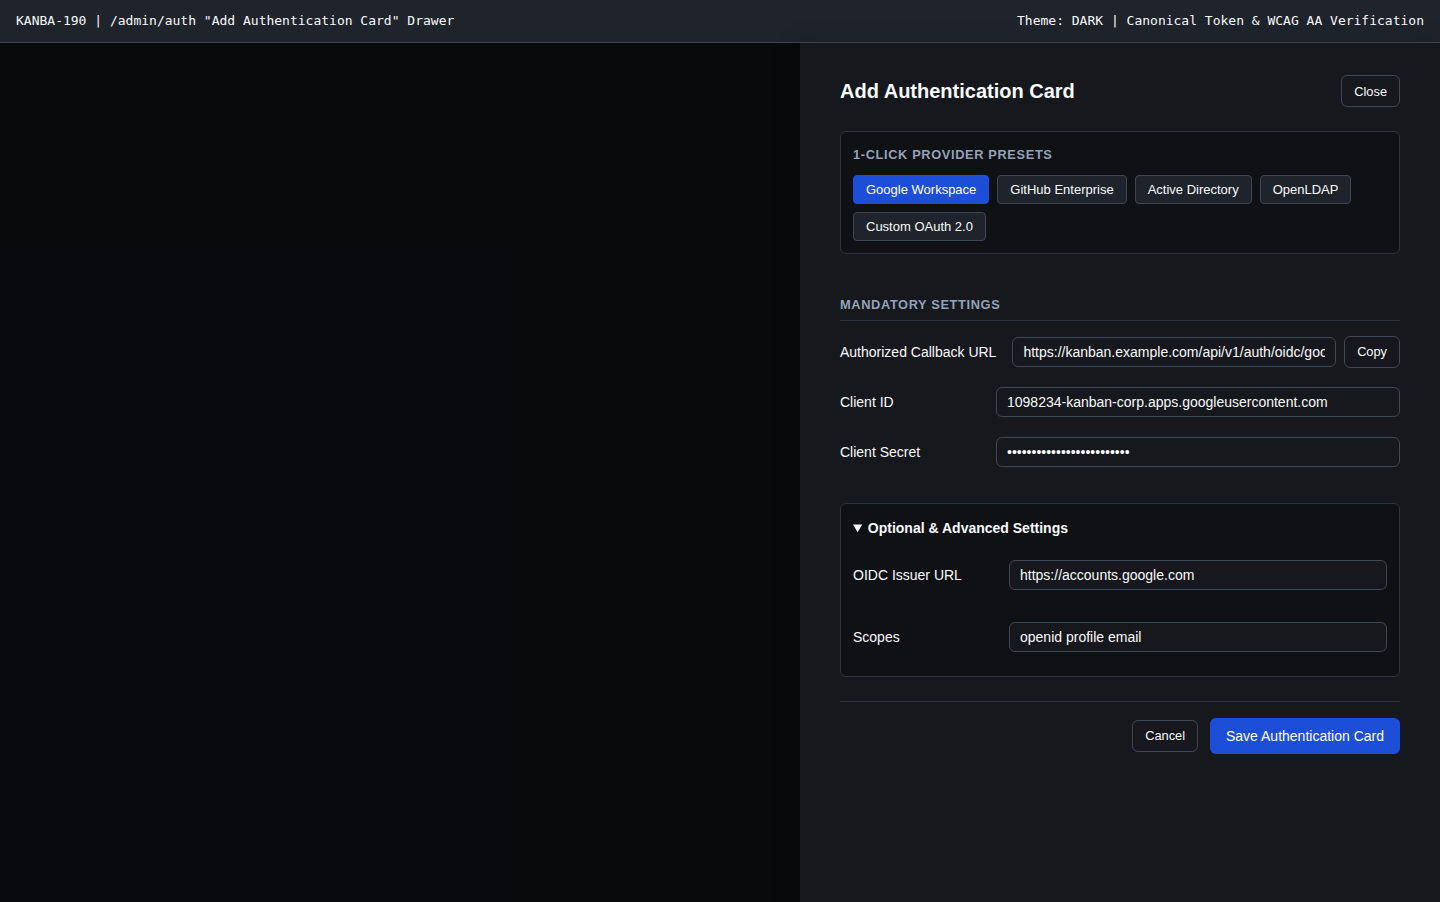 KANBA-190 | /admin/auth "Add Authentication Card" Drawer
Theme: DARK | Canonical Token & WCAG AA Verification
Add Authentication Card
Close
1-CLICK PROVIDER PRESETS
Google Workspace
GitHub Enterprise
Active Directory
OpenLDAP
Custom OAuth 2.0
MANDATORY SETTINGS
Authorized Callback URL
https://kanban.example.com/api/v1/auth/oidc/goo
Copy
Client ID
1098234-kanban-corp.apps.googleusercontent.com
Client Secret
•••••••••••••••••••••••••
▼ Optional & Advanced Settings
OIDC Issuer URL
https://accounts.google.com
Scopes
openid profile email
Cancel
Save Authentication Card